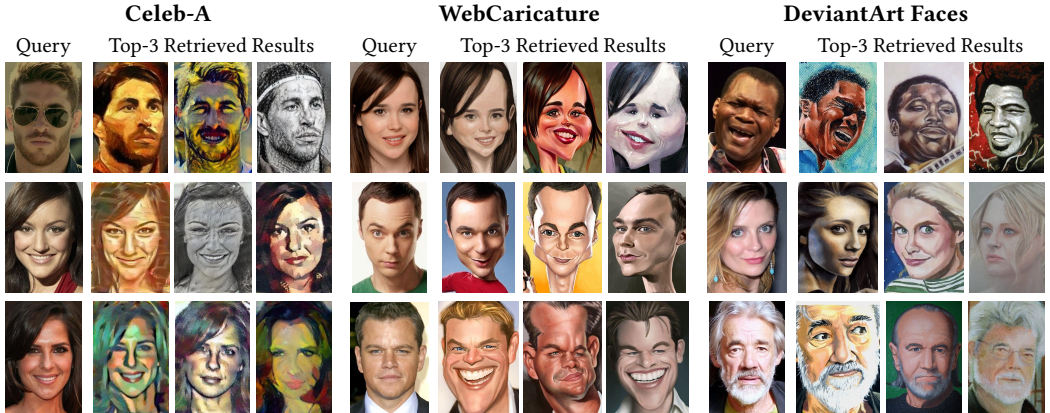 Celeb-A
WebCaricature
DeviantArt Faces
Query
Top-3 Retrieved Results
Query
Top-3 Retrieved Results
Query
Top-3 Retrieved Results